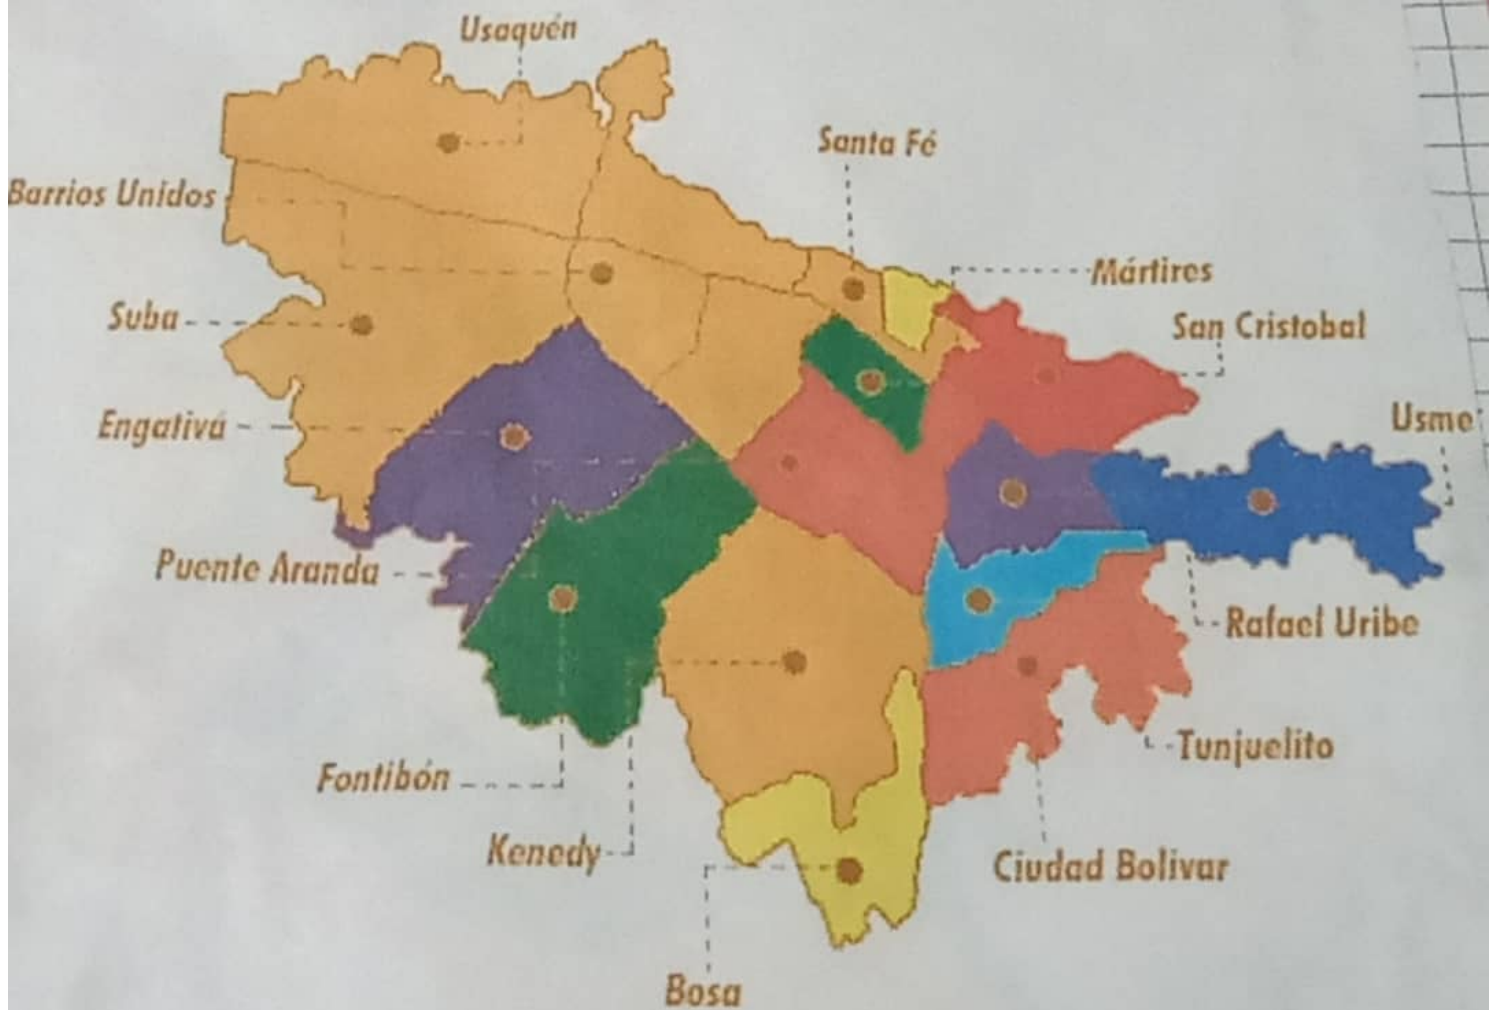 Usaquén
Santa Fé
Barrios Unidos
Mártires
Suba
San Cristobal
Engativá
Usme
Puente Aranda
Rafael Uribe
Tunjuelito
Fontibón
Kenedy
Ciudad Bolivar
Bosa